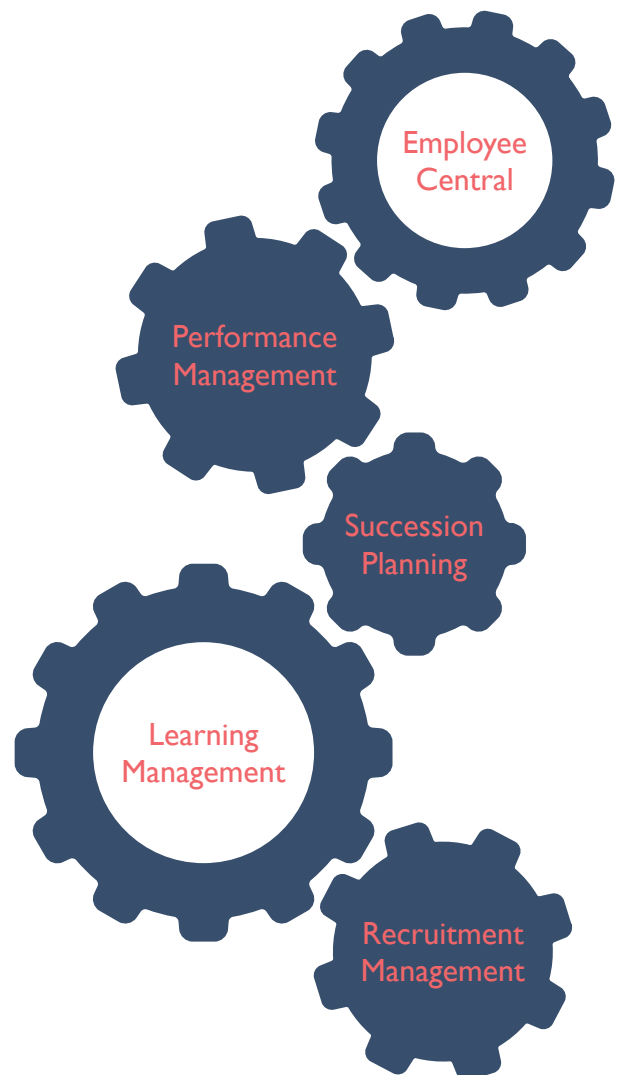 Employee
Central
Performance
Management
Succession
Planning
Learning
Management
Recruitment
Management